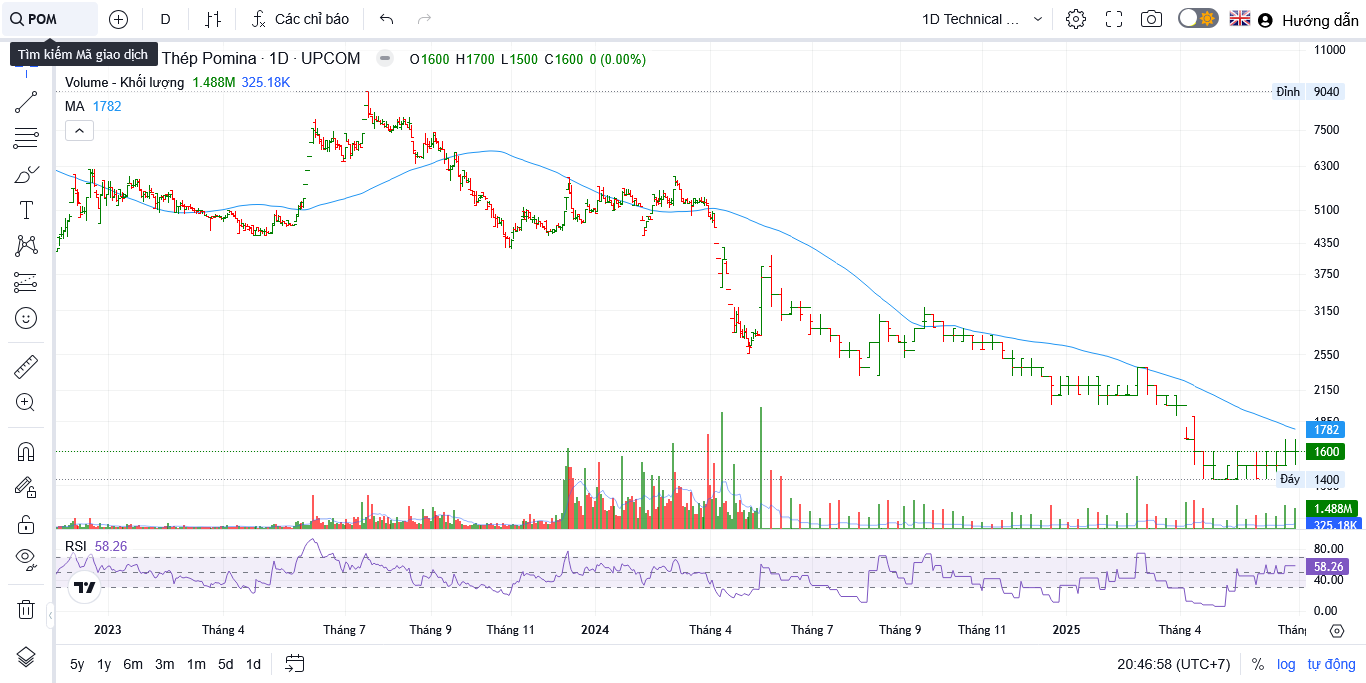 POM
D
Các chỉ báo
1D Technical ...
Hướng dẫn
Tìm kiếm Mã giao dịch
Thép Pomina · 1D · UPCOM
O1600 H1700 L1500 C1600 0 (0.00%)
Volume - Khối lượng 1.488M 325.18K
MA 1782
11000
Đỉnh 9040
7500
6300
5100
4350
3750
3150
2550
2150
1850
1782
1600
Đáy 1400
1.488M
325.18K
RSI 58.26
80.00
58.26
40.00
0.00
2023 Tháng 4 Tháng 7 Tháng 9 Tháng 11 2024 Tháng 4 Tháng 7 Tháng 9 Tháng 11 2025 Tháng 4 Tháng
5y 1y 6m 3m 1m 5d 1d
20:46:58 (UTC+7) % log tự động